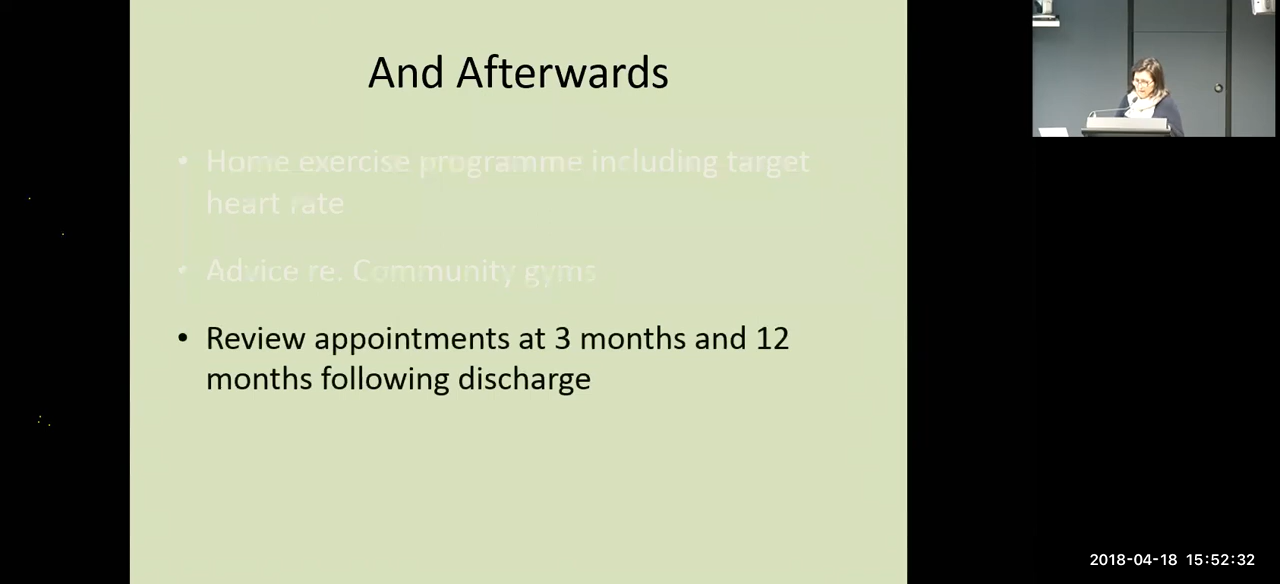 And Afterwards
• Home exercise programme including target
heart rate
• Advice re. Community gyms
• Review appointments at 3 months and 12
months following discharge
2018-04-18 15:52:32